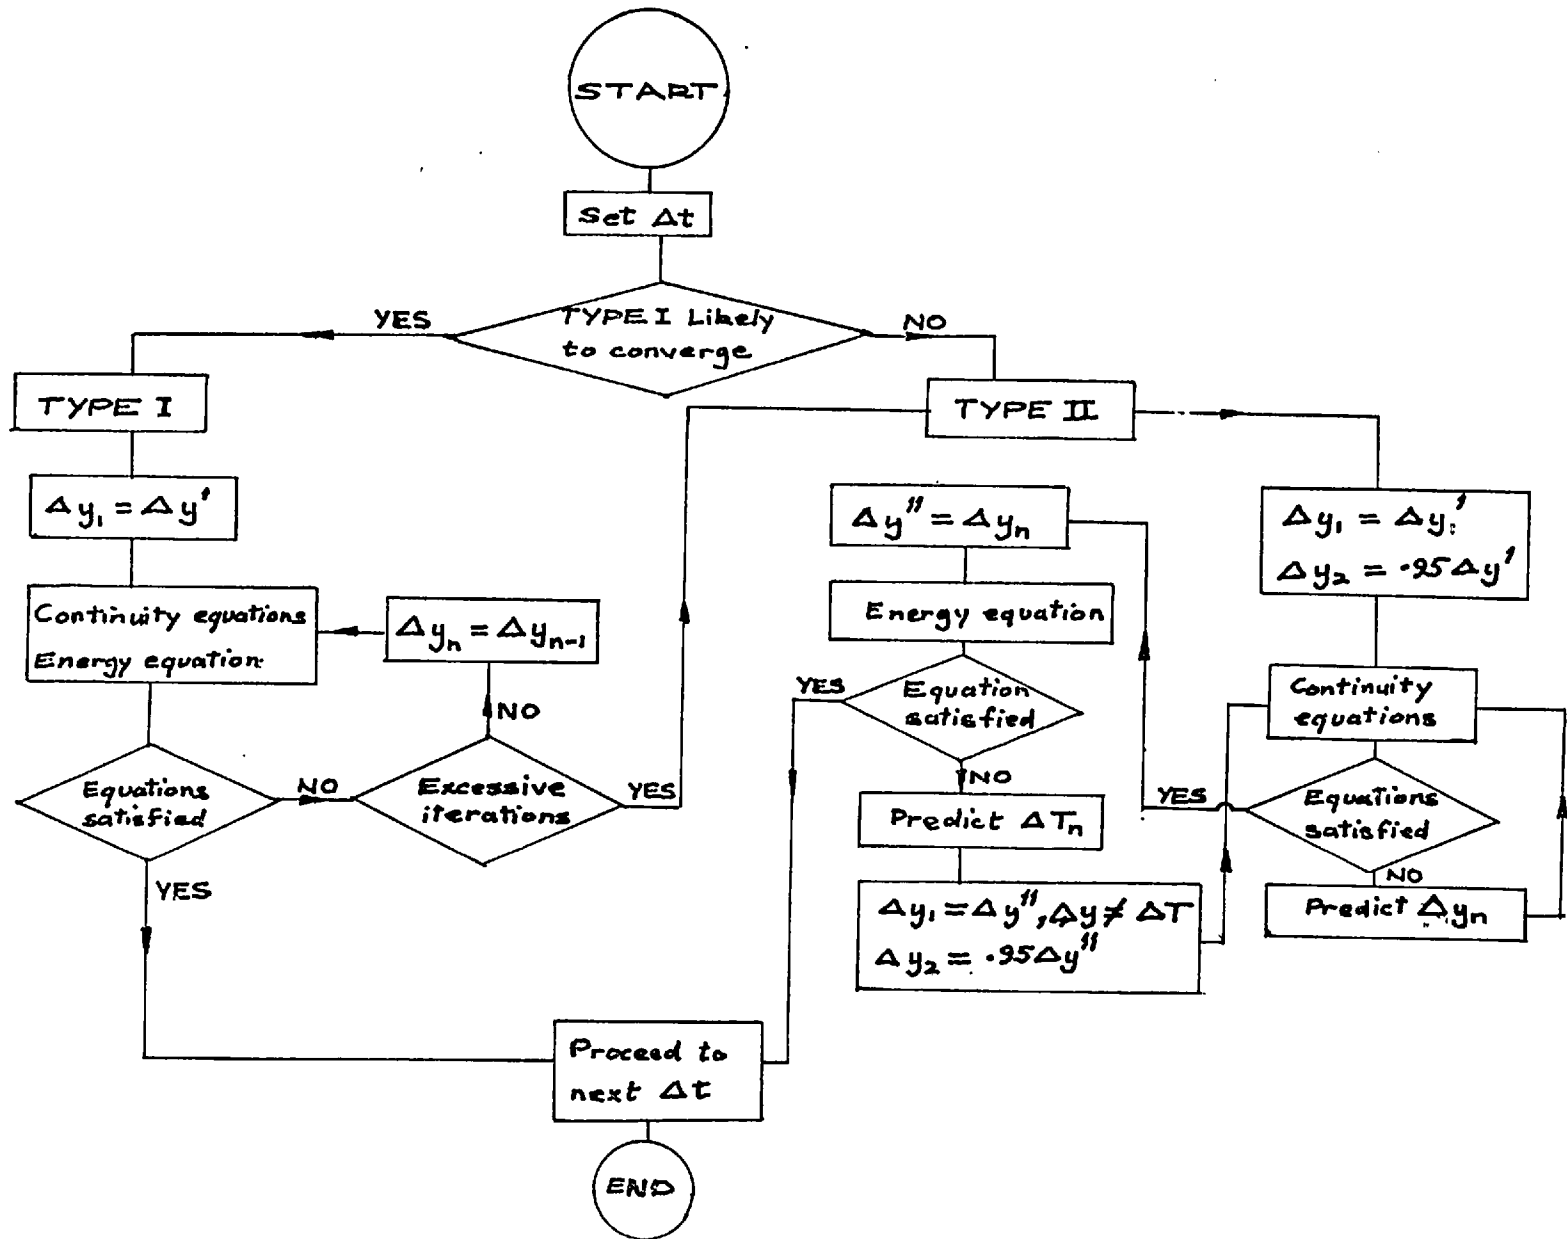 START
Set Δt
TYPE I Likely
to converge
YES
NO
TYPE I
TYPE II
Δy₁ = Δy'
Δy'' = Δyₙ
Δy₁ = Δy'
Δy₂ = .95Δy'
Continuity equations
Energy equation
Δyₙ = Δyₙ₋₁
Energy equation
NO
YES
Equation
satisfied
Continuity
equations
Equations
satisfied
NO
Excessive
iterations
YES
NO
Predict ΔTₙ
YES
Equations
satisfied
NO
Predict Δyₙ
YES
Δy₁ = Δy'', Δy ≠ ΔT
Δy₂ = .95Δy''
Proceed to
next Δt
END